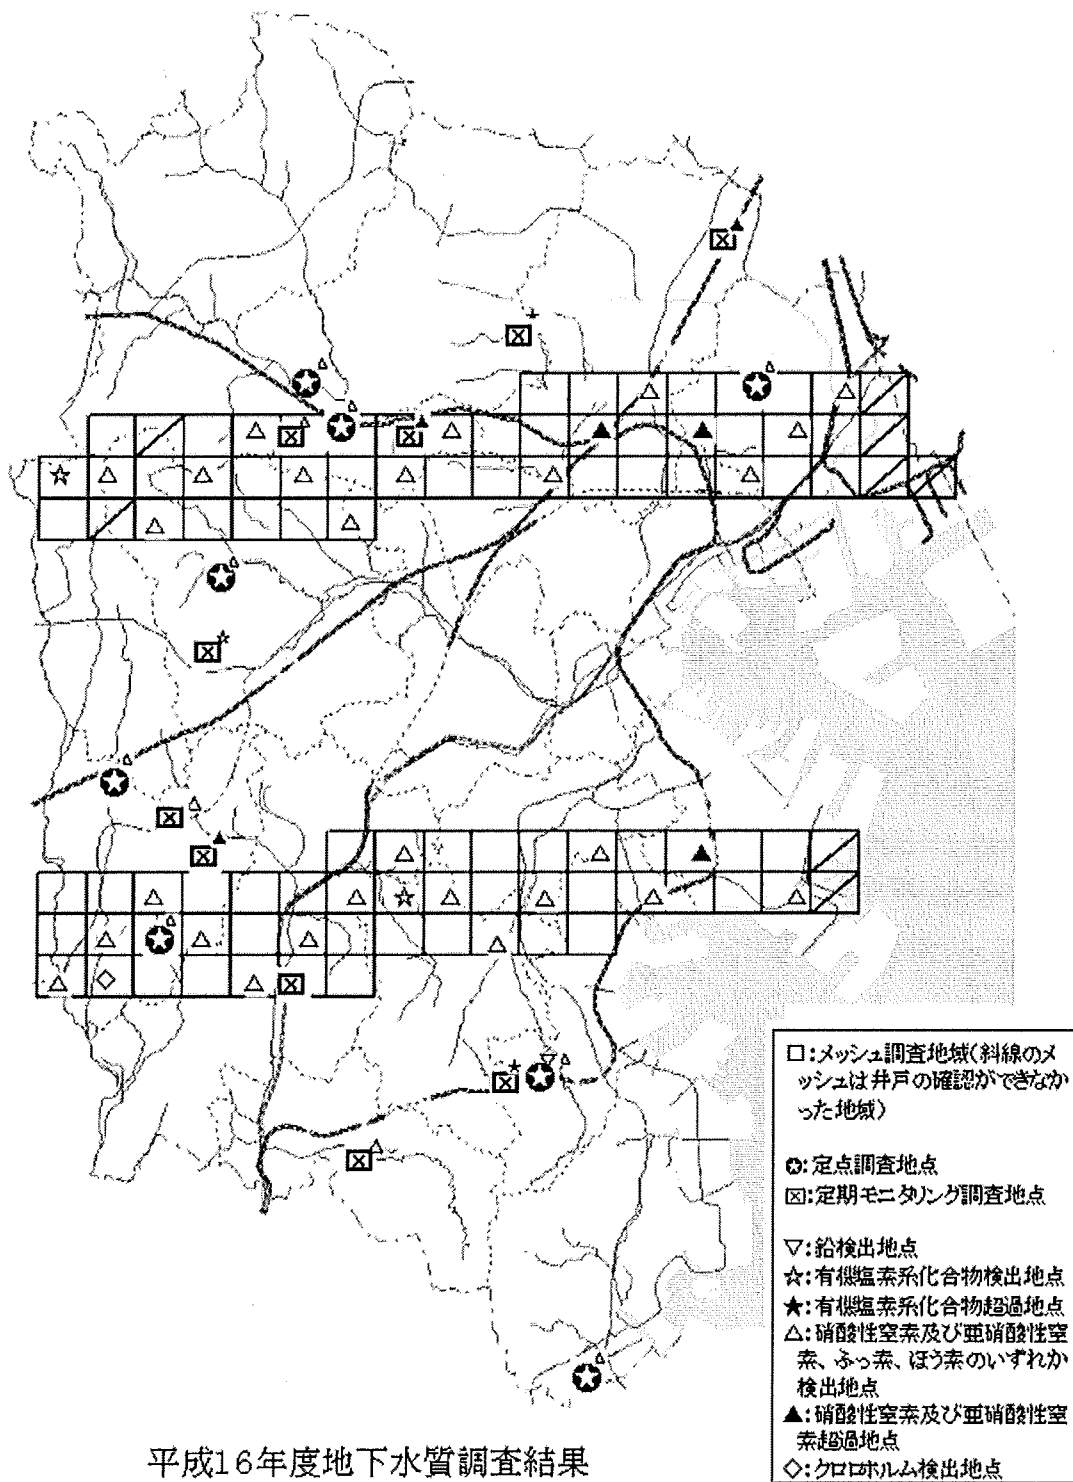 □:メッシュ調査地域(斜線のメ
ッシュは井戸の確認ができなか
った地域)
✪:定点調査地点
☒:定期モニタリング調査地点
▽:鉛検出地点
☆:有機塩素系化合物検出地点
★:有機塩素系化合物超過地点
△:硝酸性窒素及び亜硝酸性窒
素、ふっ素、ほう素のいずれか
検出地点
▲:硝酸性窒素及び亜硝酸性窒
素超過地点
◇:クロロホルム検出地点
平成16年度地下水質調査結果